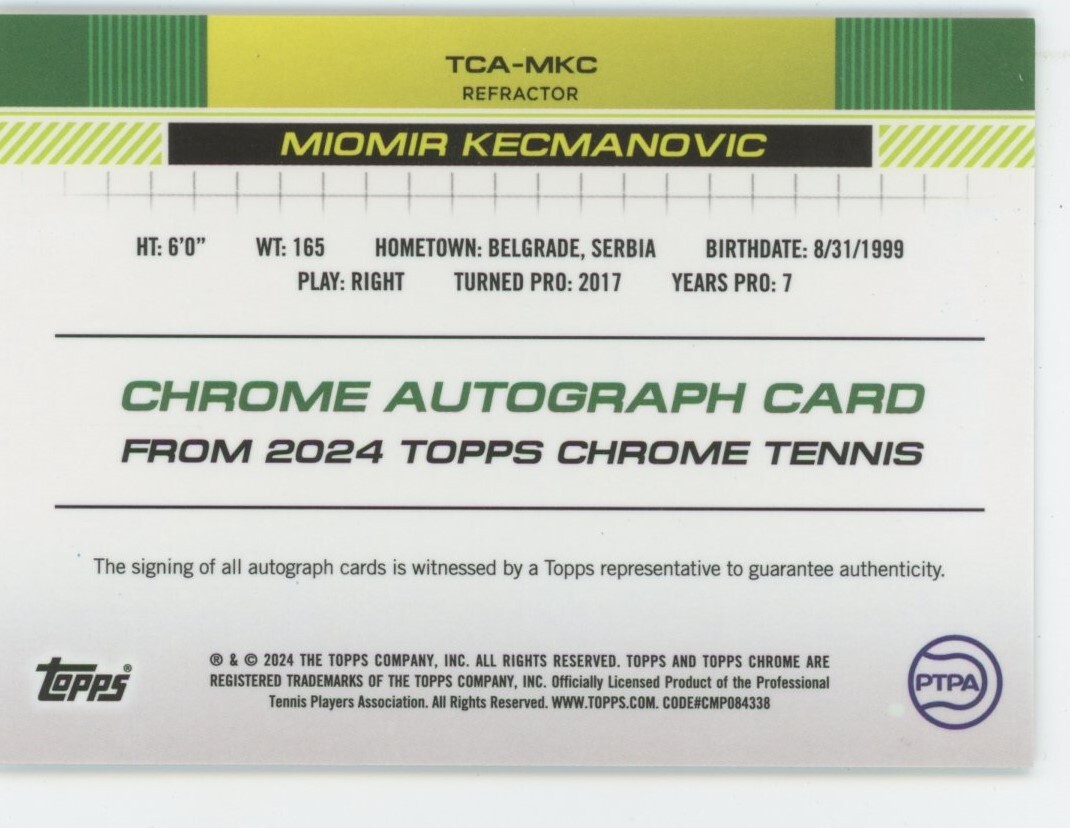 TCA-MKC
REFRACTOR
MIOMIR KECMANOVIC
HT: 6'0" WT: 165 HOMETOWN: BELGRADE, SERBIA BIRTHDATE: 8/31/1999
PLAY: RIGHT TURNED PRO: 2017 YEARS PRO: 7
CHROME AUTOGRAPH CARD
FROM 2024 TOPPS CHROME TENNIS
The signing of all autograph cards is witnessed by a Topps representative to guarantee authenticity.
topps®
® & © 2024 THE TOPPS COMPANY, INC. ALL RIGHTS RESERVED. TOPPS AND TOPPS CHROME ARE
REGISTERED TRADEMARKS OF THE TOPPS COMPANY, INC. Officially Licensed Product of the Professional
Tennis Players Association. All Rights Reserved. WWW.TOPPS.COM. CODE#CMP084338
PTPA